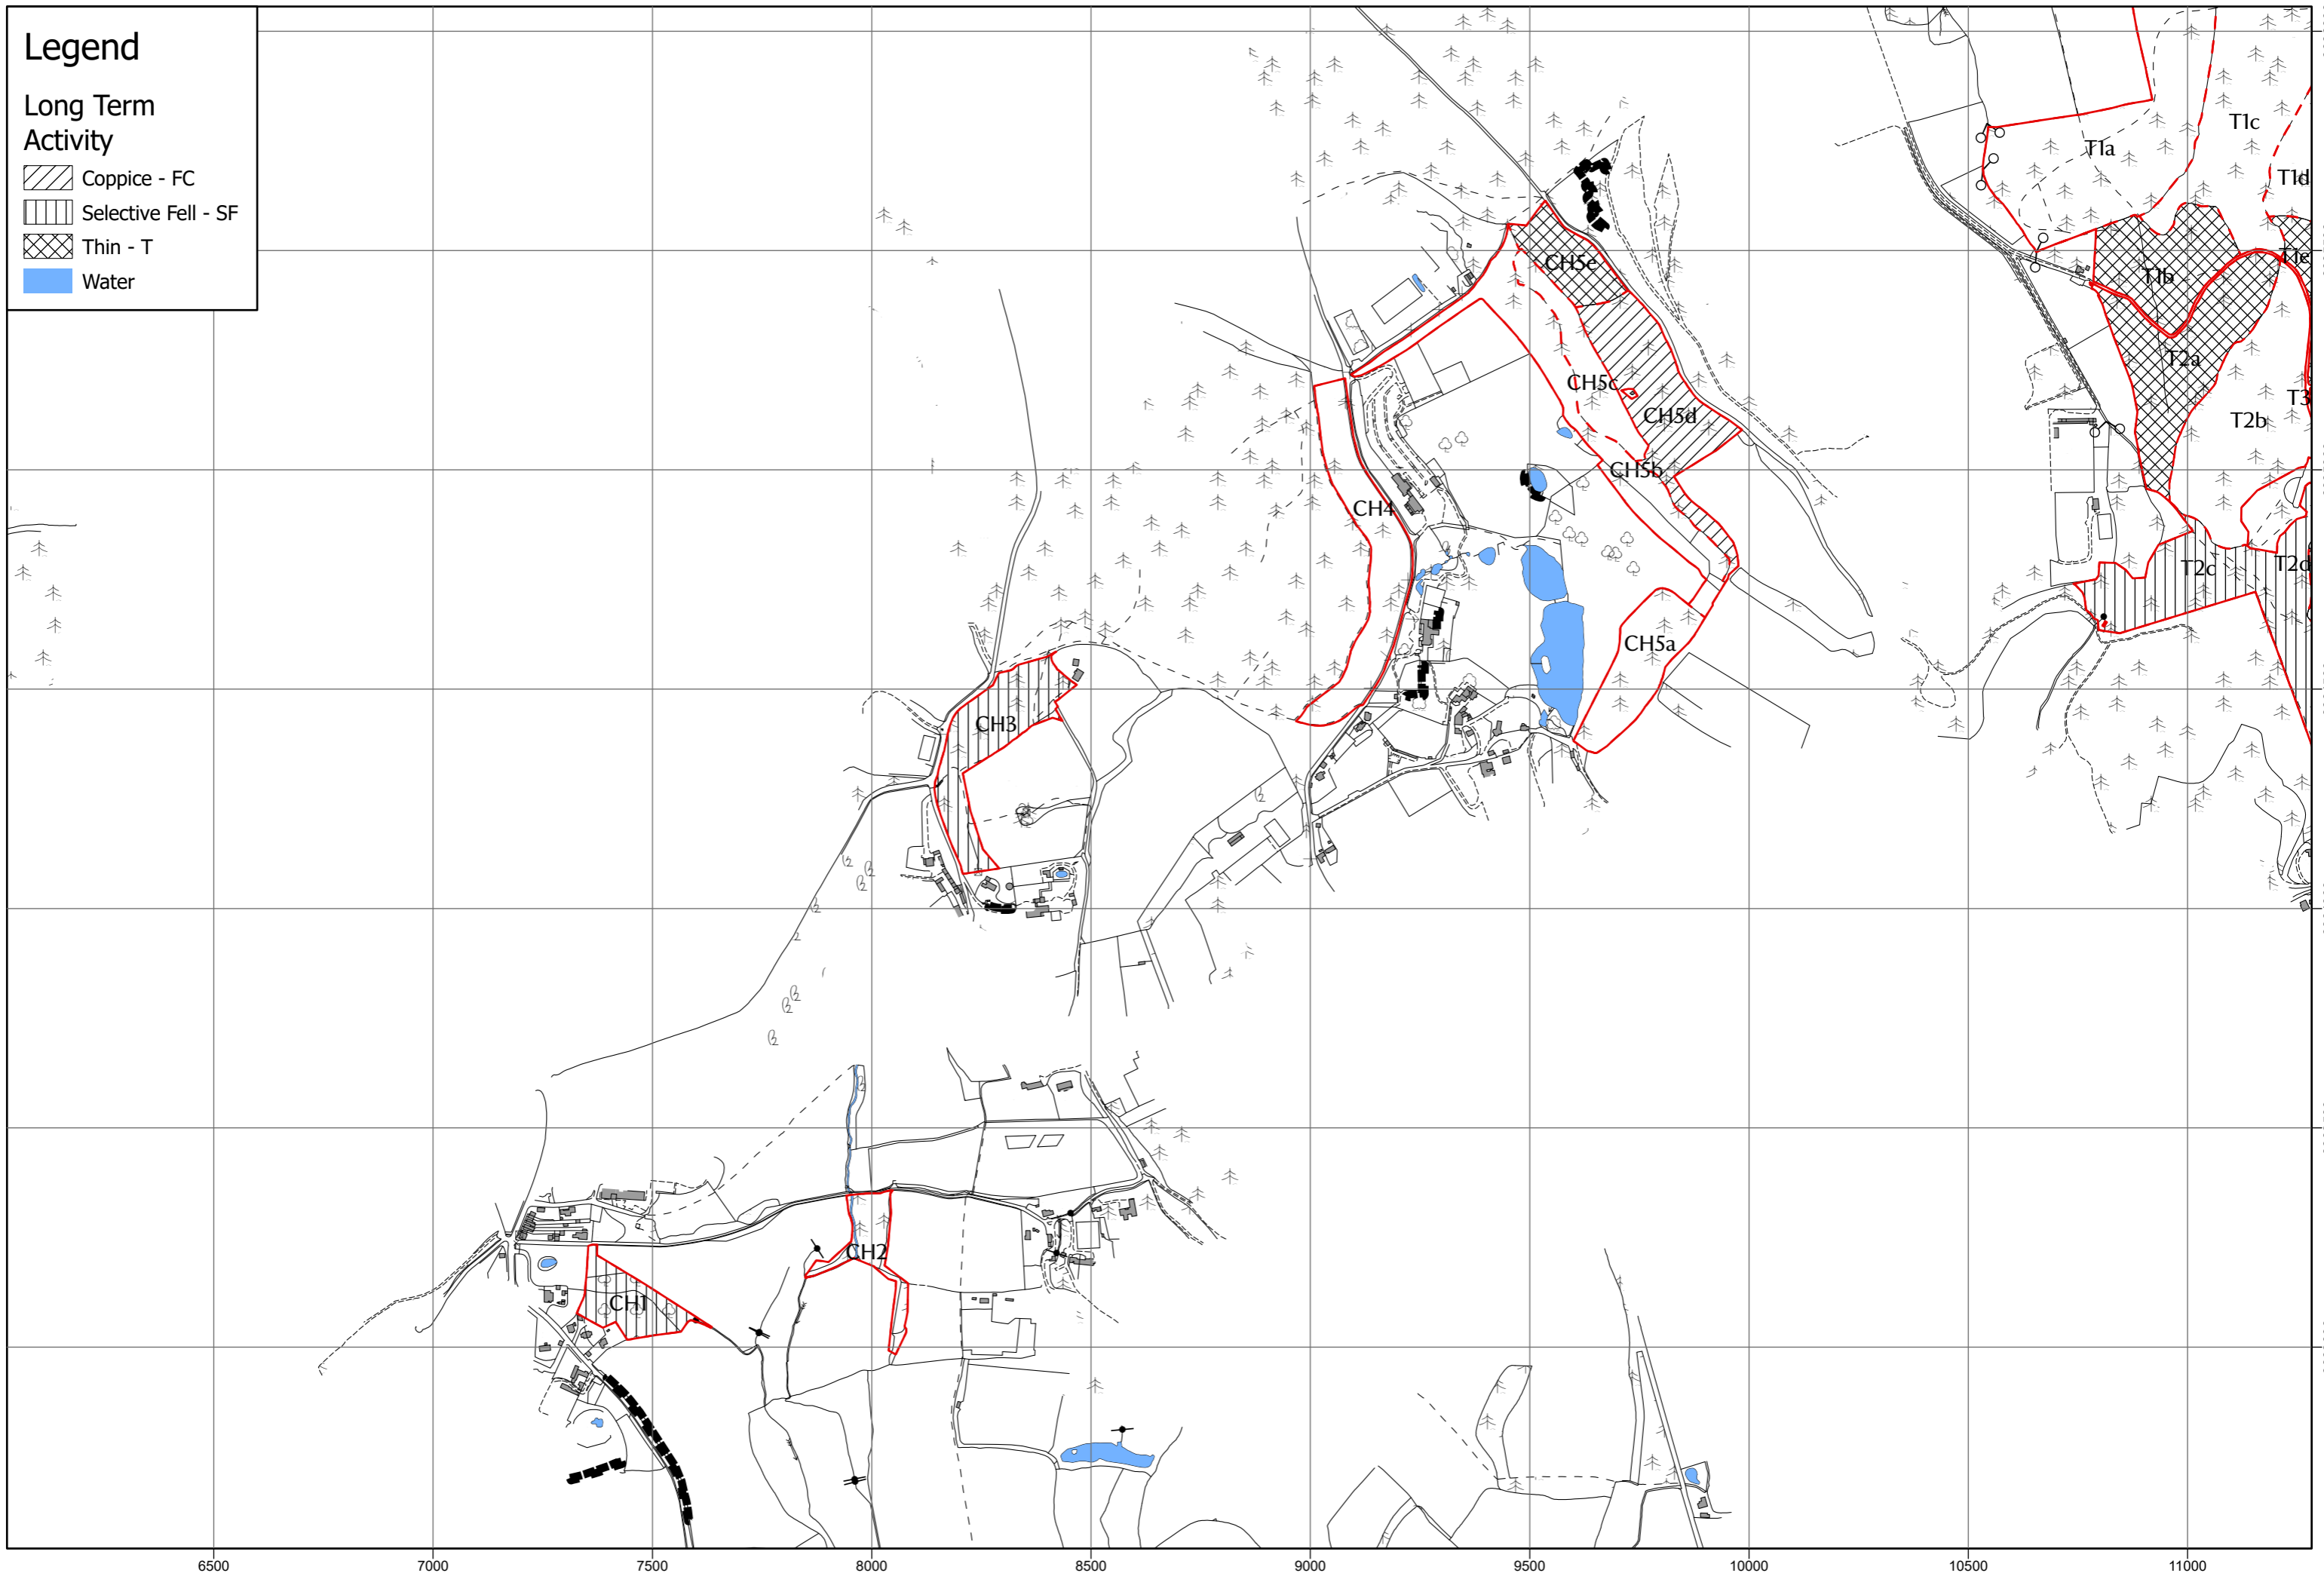 Legend
Long Term
Activity
Coppice - FC
Selective Fell - SF
Thin - T
Water
T1c
T1a
T1d
CH5e
T1e
T1b
T2a
CH5c
T3
CH5d
T2b
CH5b
CH4
T2c
T2d
CH5a
CH3
CH2
CH1
6500 7000 7500 8000 8500 9000 9500 10000 10500 11000